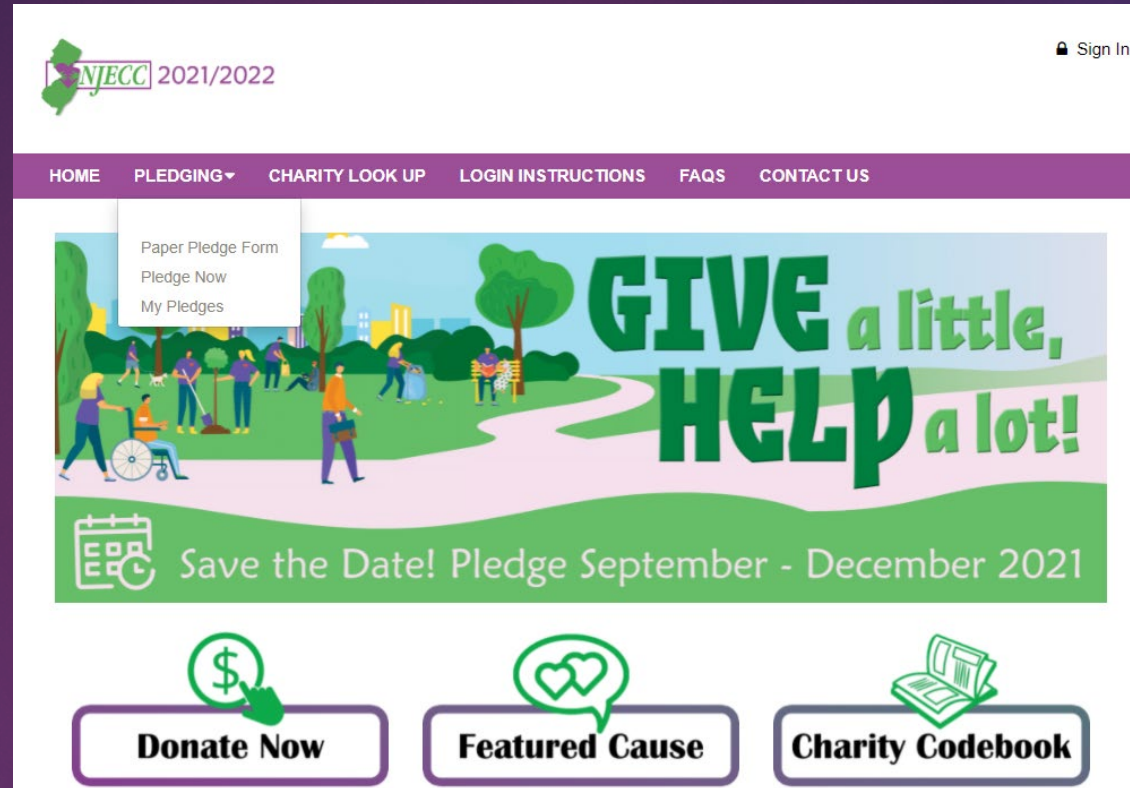 NJECC 2021/2022
Sign In
HOME PLEDGING CHARITY LOOK UP LOGIN INSTRUCTIONS FAQS CONTACT US
Paper Pledge Form
Pledge Now
My Pledges
GIVE a little,
HELP a lot!
Save the Date! Pledge September - December 2021
$
Donate Now
Featured Cause
Charity Codebook